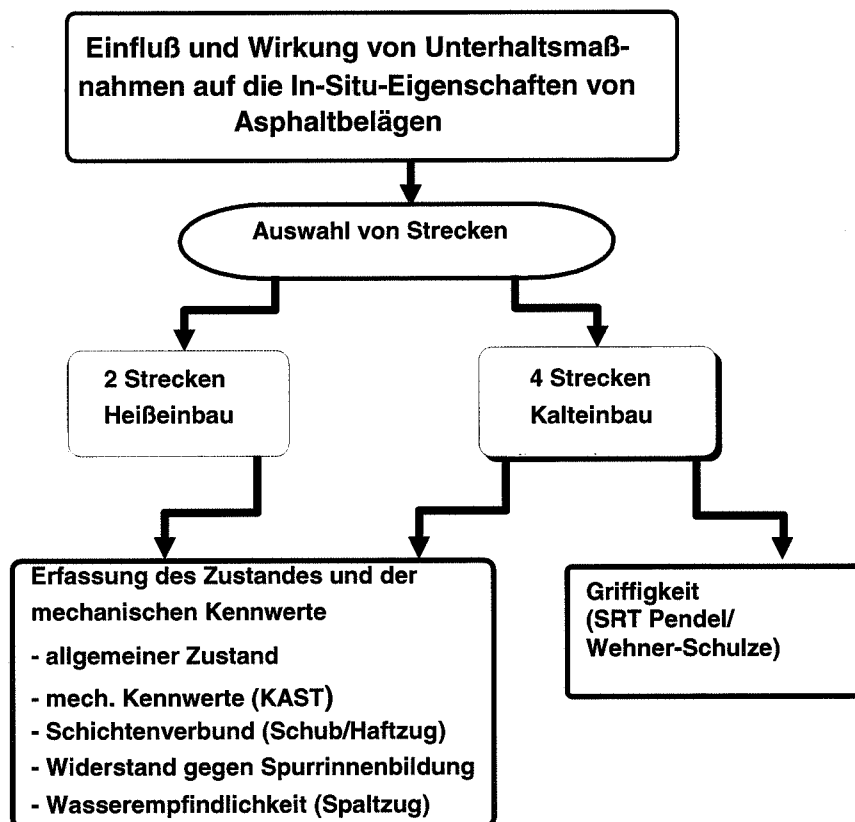 Einfluß und Wirkung von Unterhaltsmaß-
nahmen auf die In-Situ-Eigenschaften von
Asphaltbelägen
Auswahl von Strecken
2 Strecken
Heißeinbau
4 Strecken
Kalteinbau
Erfassung des Zustandes und der
mechanischen Kennwerte
- allgemeiner Zustand
- mech. Kennwerte (KAST)
- Schichtenverbund (Schub/Haftzug)
- Widerstand gegen Spurrinnenbildung
- Wasserempfindlichkeit (Spaltzug)
Griffigkeit
(SRT Pendel/
Wehner-Schulze)